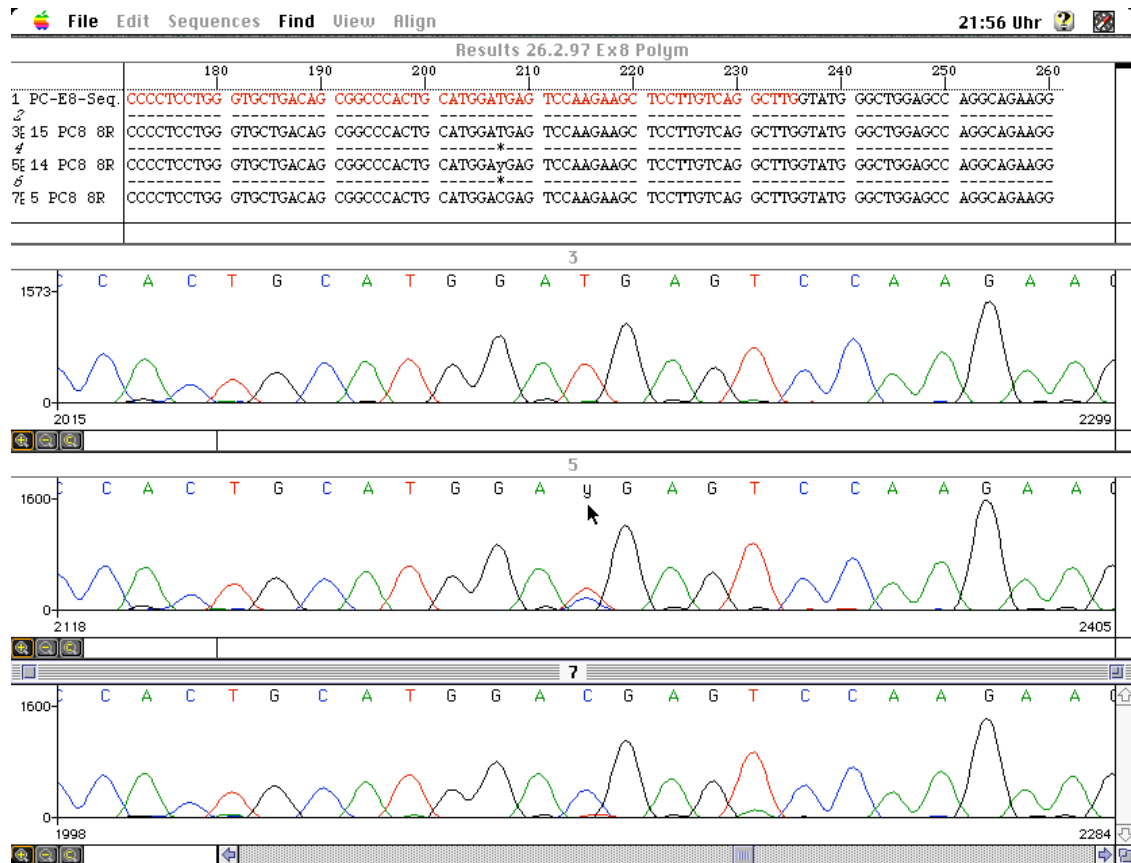 File Edit Sequences Find View Align 21:56 Uhr
Results 26.2.97 Ex8 Polym
180 190 200 210 220 230 240 250 260
1 PC-E8-Seq. CCCCTCCTGG GTGCTGACAG CGGCCCACTG CATGGATGAG TCCAAGAAGC TCCTTGTCAG GCTTGGTATG GGCTGGAGCC AGGCAGAAGG
2 ---------- ---------- ---------- ---------- ---------- ---------- ---------- ---------- ----------
3E 15 PC8 8R CCCCTCCTGG GTGCTGACAG CGGCCCACTG CATGGATGAG TCCAAGAAGC TCCTTGTCAG GCTTGGTATG GGCTGGAGCC AGGCAGAAGG
4 ---------- ---------- ---------- ------*--- ---------- ---------- ---------- ---------- ----------
5E 14 PC8 8R CCCCTCCTGG GTGCTGACAG CGGCCCACTG CATGGAyGAG TCCAAGAAGC TCCTTGTCAG GCTTGGTATG GGCTGGAGCC AGGCAGAAGG
6 ---------- ---------- ---------- ------*--- ---------- ---------- ---------- ---------- ----------
7E 5 PC8 8R CCCCTCCTGG GTGCTGACAG CGGCCCACTG CATGGACGAG TCCAAGAAGC TCCTTGTCAG GCTTGGTATG GGCTGGAGCC AGGCAGAAGG
3
C C A C T G C A T G G A T G A G T C C A A G A A
1573
0
2015 2299
5
C C A C T G C A T G G A y G A G T C C A A G A A C
1600
0
2118 2405
7
C C A C T G C A T G G A C G A G T C C A A G A A
1600
0
1998 2284